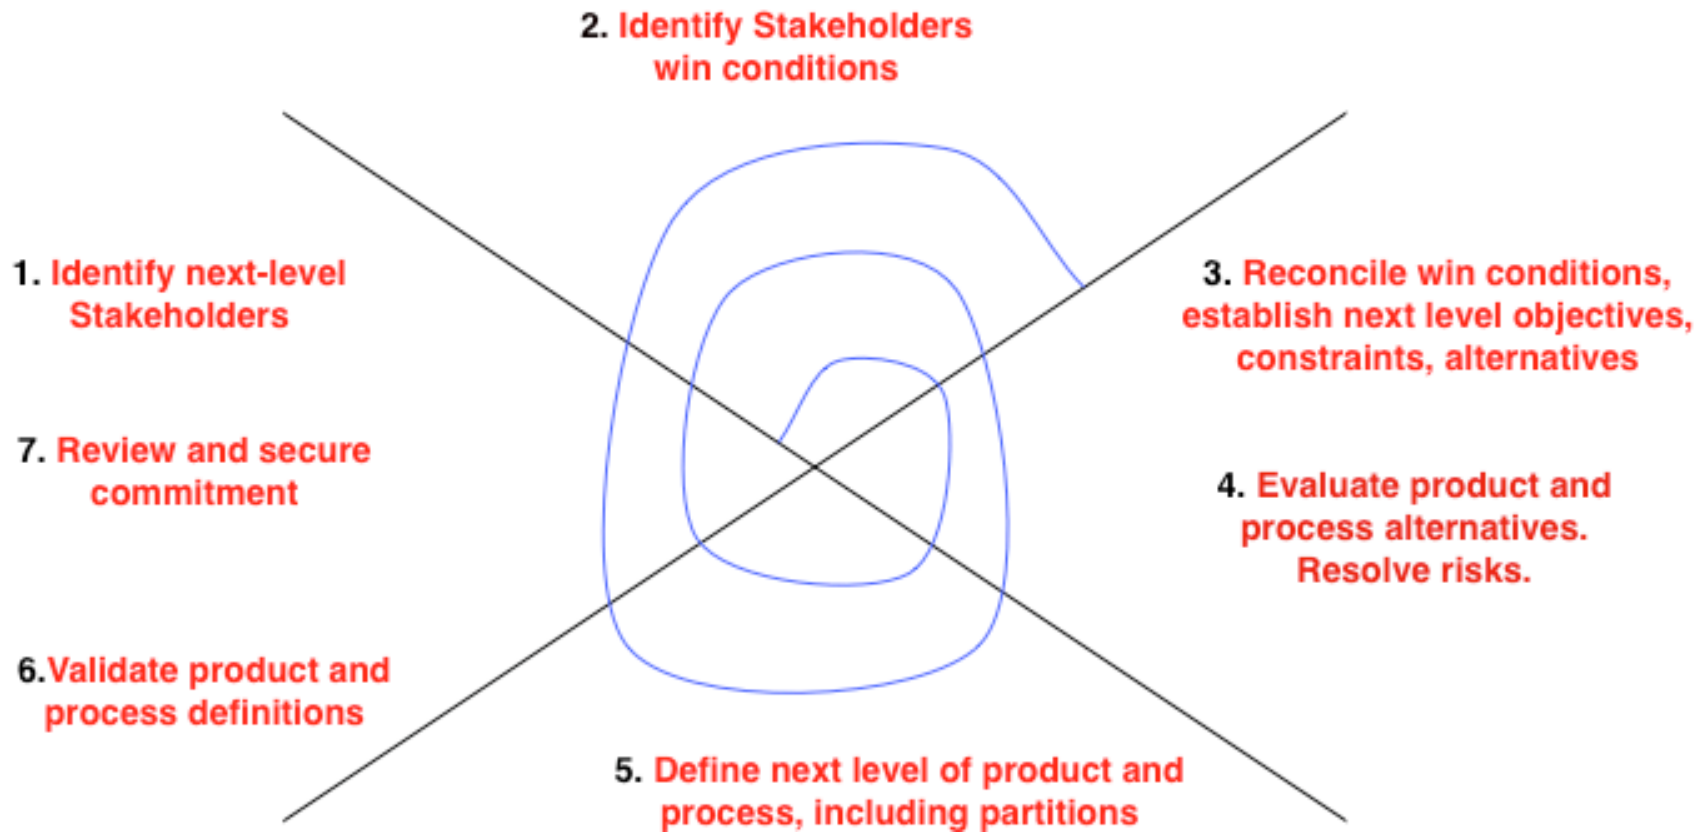 2. Identify Stakeholders
win conditions
1. Identify next-level
Stakeholders
3. Reconcile win conditions,
establish next level objectives,
constraints, alternatives
7. Review and secure
commitment
4. Evaluate product and
process alternatives.
Resolve risks.
6.Validate product and
process definitions
5. Define next level of product and
process, including partitions